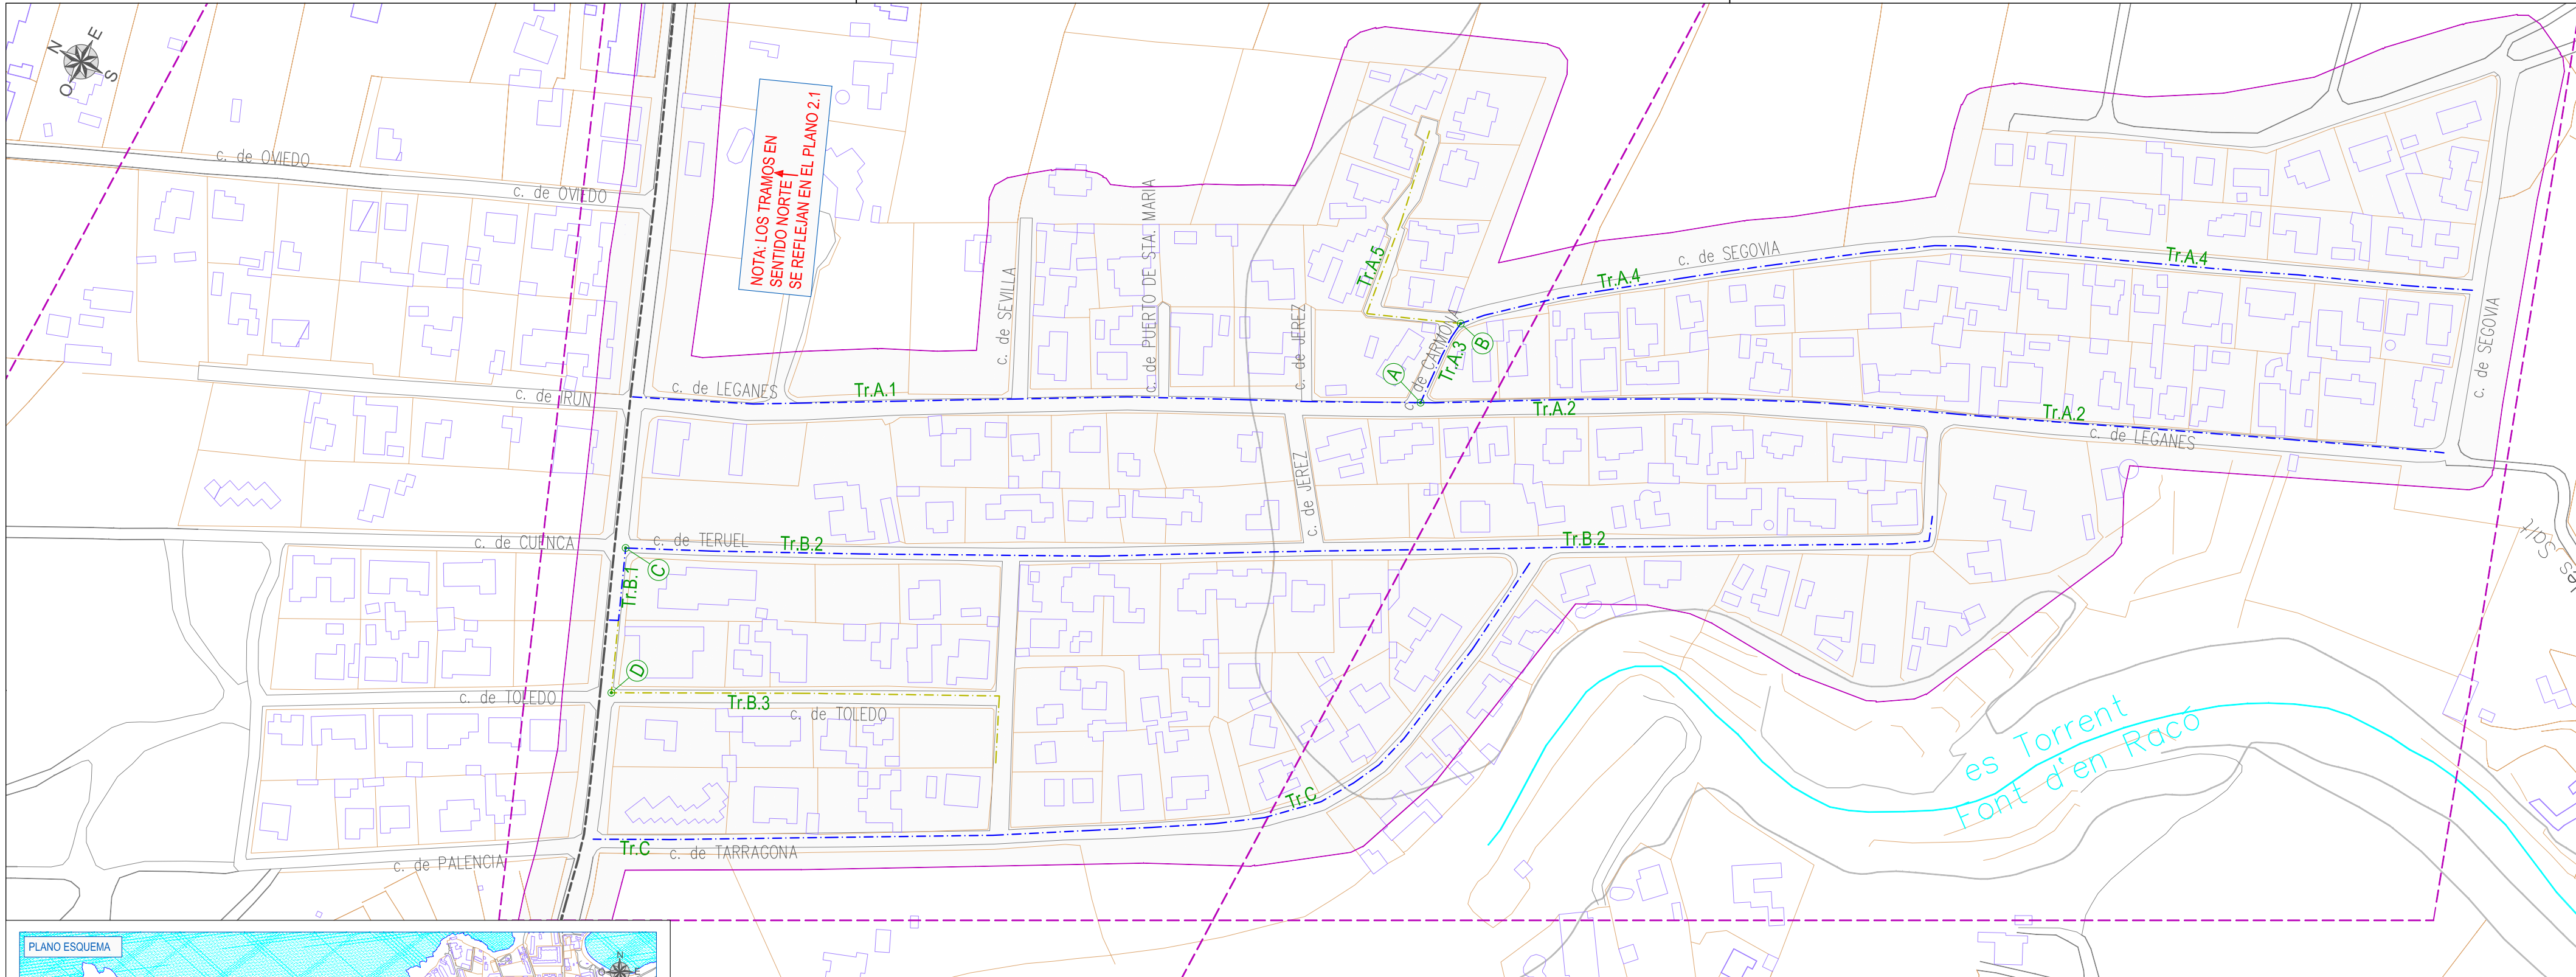 N
E
S
O
c. de OVIEDO
c. de OVIEDO
NOTA: LOS TRAMOS EN
SENTIDO NORTE
SE REFLEJAN EN EL PLANO 2.1
c. de SEVILLA
c. de PUERTO DE STA. MARIA
c. de JEREZ
Tr.A.5
c. de CARMONA
Tr.A.3
A
B
Tr.A.4
c. de SEGOVIA
Tr.A.4
c. de SEGOVIA
c. de IRUN
c. de LEGANES
Tr.A.1
Tr.A.2
Tr.A.2
c. de LEGANES
c. de JEREZ
c. de CUENCA
c. de TERUEL
Tr.B.2
Tr.B.2
Tr.B.1
C
D
c. de TOLEDO
Tr.B.3
c. de TOLEDO
es Torrent
Font d'en Racó
es Salt
Tr.C
Tr.C
c. de TARRAGONA
c. de PALENCIA
PLANO ESQUEMA
N
O
E